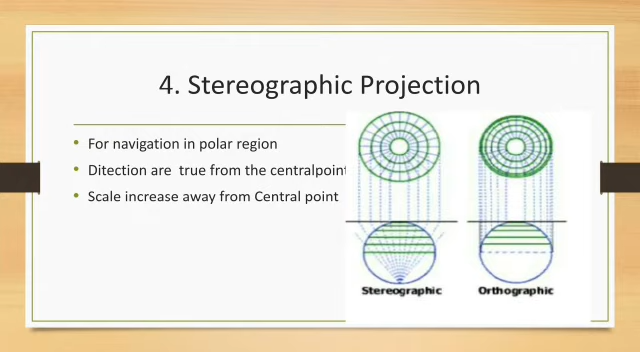 4. Stereographic Projection
For navigation in polar region
Ditection are  true from the centralpoint
Scale increase away from Central point
Stereographic
Orthographic